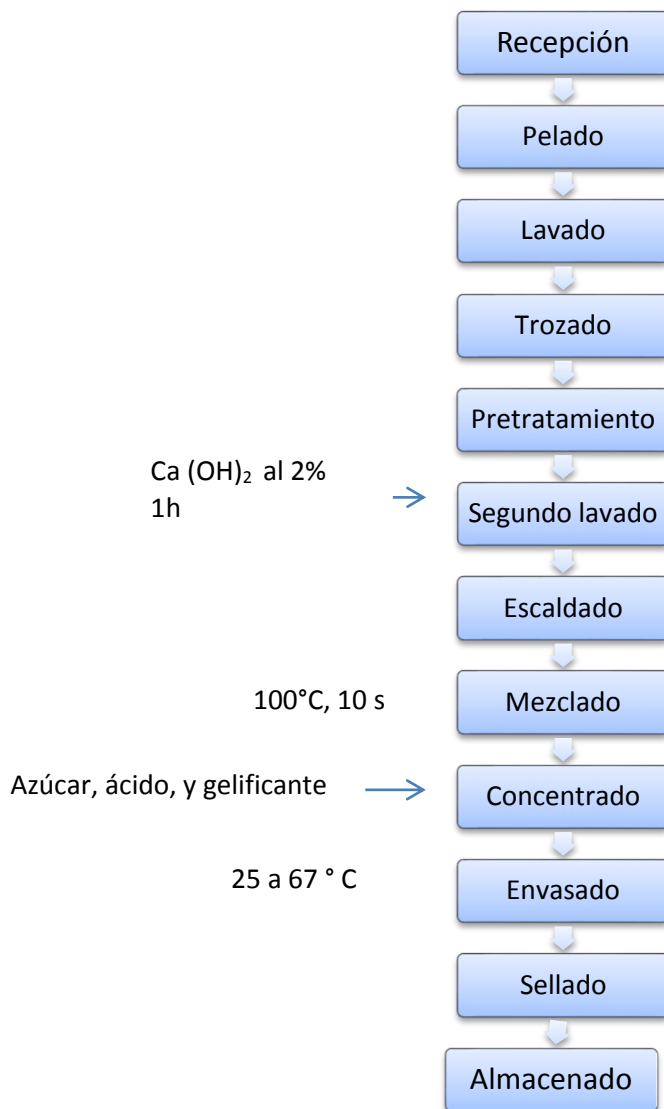 Recepción
Pelado
Lavado
Trozado
Pretratamiento
Ca (OH)₂ al 2%
1h
Segundo lavado
Escaldado
100°C, 10 s
Mezclado
Azúcar, ácido, y gelificante
Concentrado
25 a 67 ° C
Envasado
Sellado
Almacenado